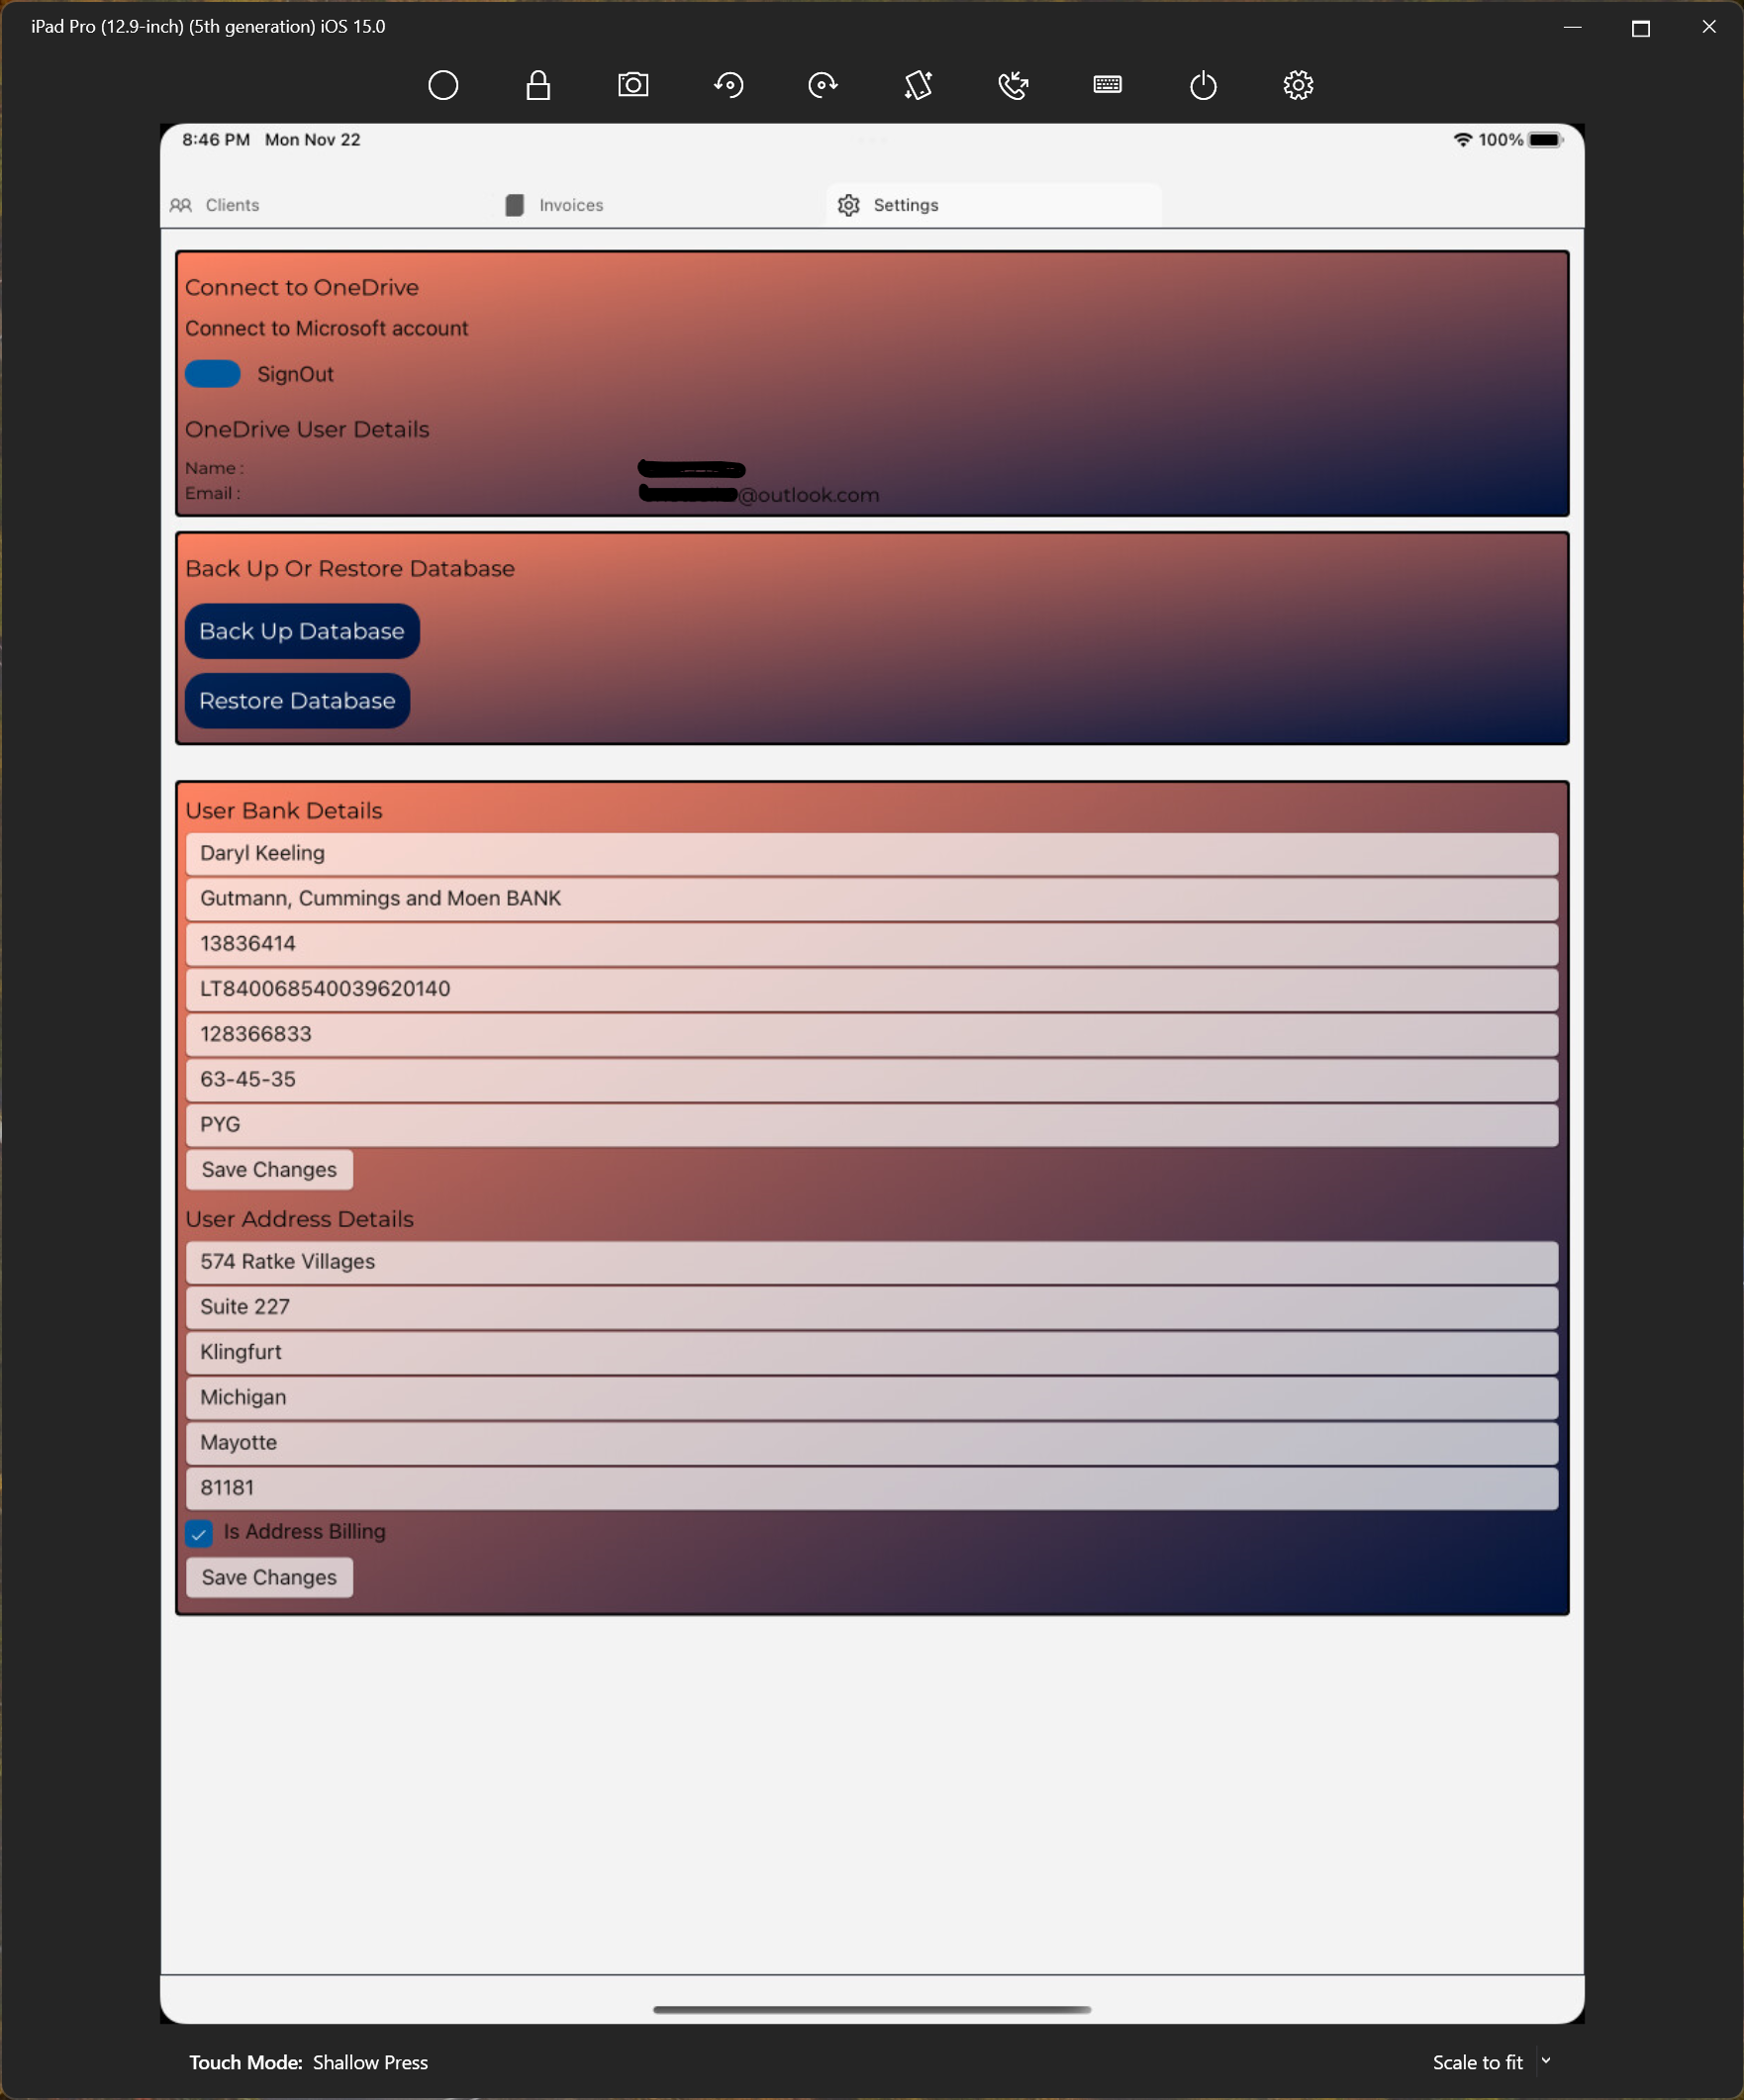 iPad Pro (12.9-inch) (5th generation) iOS 15.0
8:46 PM Mon Nov 22
100%
Clients
Invoices
Settings
Connect to OneDrive
Connect to Microsoft account
SignOut
OneDrive User Details
Name :
Email : @outlook.com
Back Up Or Restore Database
Back Up Database
Restore Database
User Bank Details
Daryl Keeling
Gutmann, Cummings and Moen BANK
13836414
LT840068540039620140
128366833
63-45-35
PYG
Save Changes
User Address Details
574 Ratke Villages
Suite 227
Klingfurt
Michigan
Mayotte
81181
Is Address Billing
Save Changes
Touch Mode: Shallow Press
Scale to fit